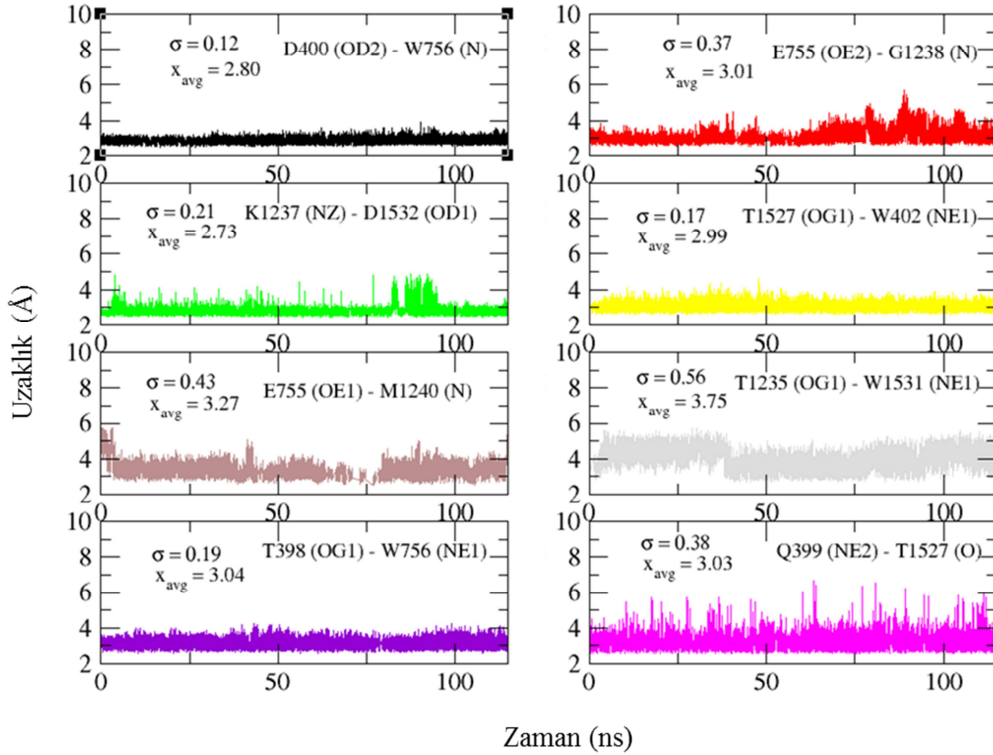 10
8
6
4
2
0
50
100
σ = 0.12
x_avg = 2.80
D400 (OD2) - W756 (N)
10
8
6
4
2
0
50
100
σ = 0.37
x_avg = 3.01
E755 (OE2) - G1238 (N)
10
8
6
4
2
0
50
100
σ = 0.21
x_avg = 2.73
K1237 (NZ) - D1532 (OD1)
10
8
6
4
2
0
50
100
σ = 0.17
x_avg = 2.99
T1527 (OG1) - W402 (NE1)
10
8
6
4
2
0
50
100
σ = 0.43
x_avg = 3.27
E755 (OE1) - M1240 (N)
10
8
6
4
2
0
50
100
σ = 0.56
x_avg = 3.75
T1235 (OG1) - W1531 (NE1)
10
8
6
4
2
0
50
100
σ = 0.19
x_avg = 3.04
T398 (OG1) - W756 (NE1)
10
8
6
4
2
0
50
100
σ = 0.38
x_avg = 3.03
Q399 (NE2) - T1527 (O)
Uzaklık (Å)
Zaman (ns)